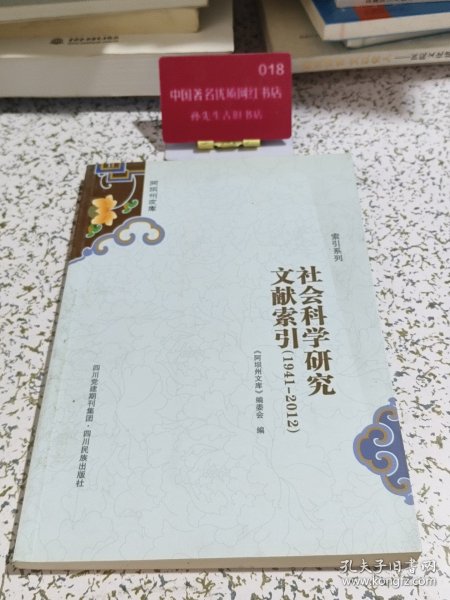 018
中国著名优质网红书店
孙先生古旧书店
阿坝州文库
索引系列
社会科学研究
文献索引(1941-2012)
《阿坝州文库》编委会 编
四川党建期刊集团·四川民族出版社
孔夫子旧书网
www.kongfz.com